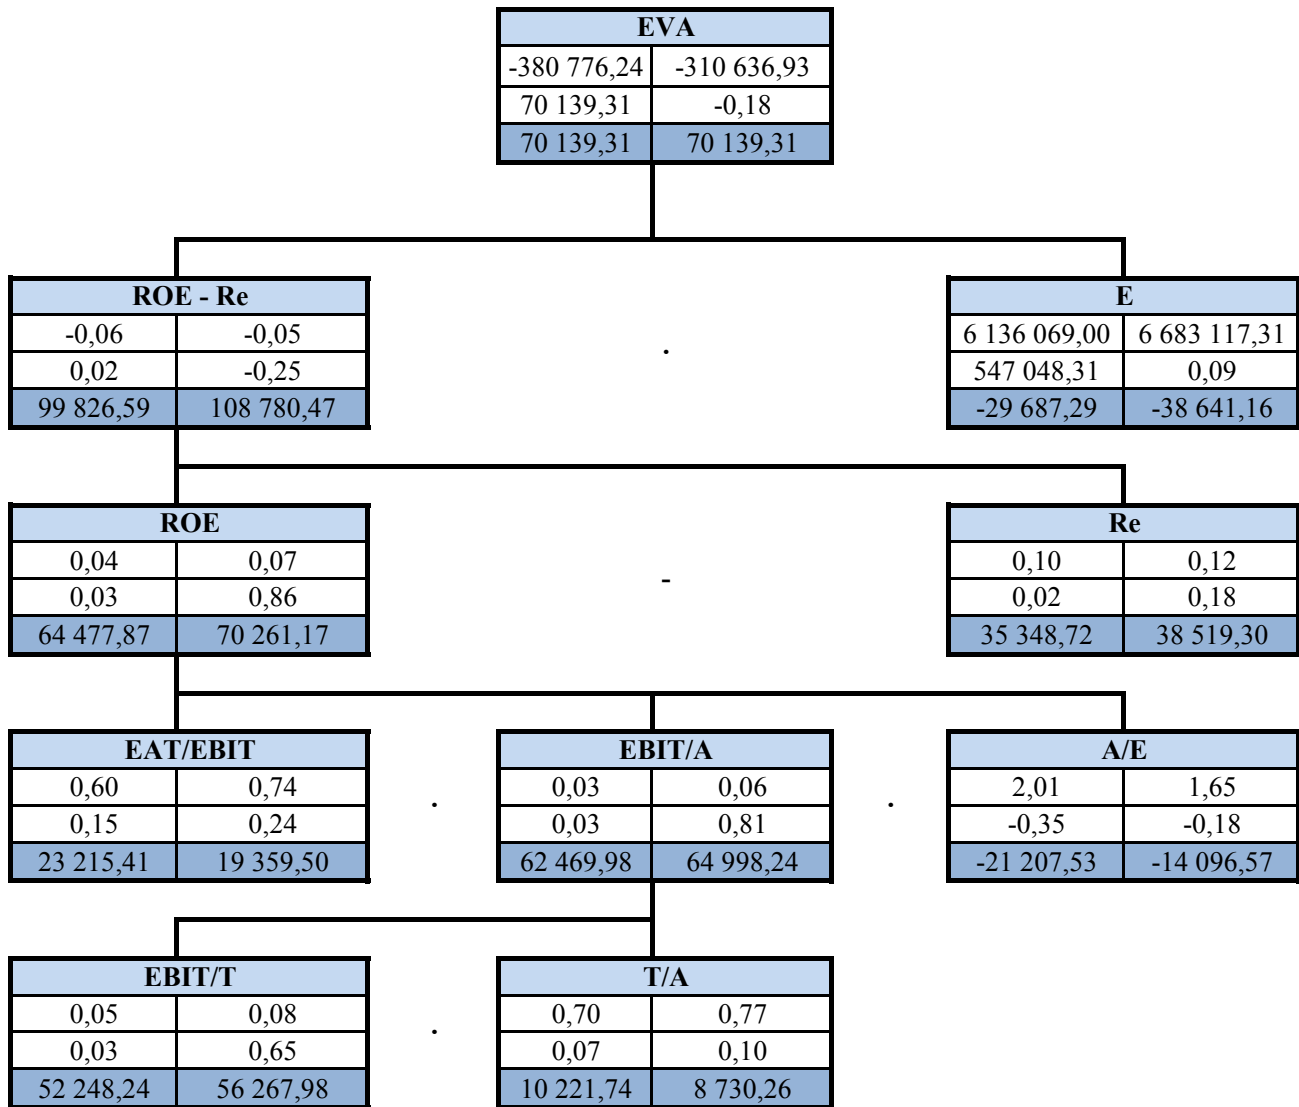 EVA
-380 776,24 -310 636,93
70 139,31 -0,18
70 139,31 70 139,31
ROE - Re
-0,06 -0,05
0,02 -0,25
99 826,59 108 780,47
.
E
6 136 069,00 6 683 117,31
547 048,31 0,09
-29 687,29 -38 641,16
ROE
0,04 0,07
0,03 0,86
64 477,87 70 261,17
-
Re
0,10 0,12
0,02 0,18
35 348,72 38 519,30
EAT/EBIT
0,60 0,74
0,15 0,24
23 215,41 19 359,50
.
EBIT/A
0,03 0,06
0,03 0,81
62 469,98 64 998,24
.
A/E
2,01 1,65
-0,35 -0,18
-21 207,53 -14 096,57
EBIT/T
0,05 0,08
0,03 0,65
52 248,24 56 267,98
.
T/A
0,70 0,77
0,07 0,10
10 221,74 8 730,26